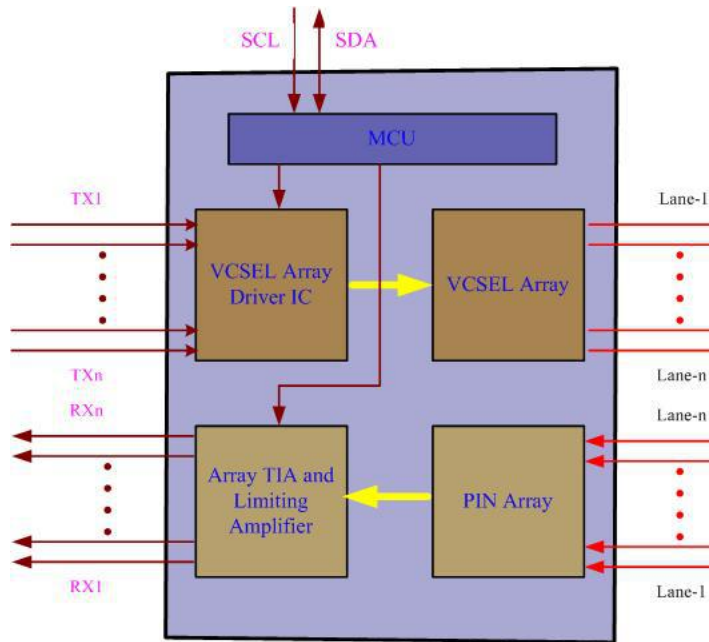 SCL SDA
MCU
TX1
Lane-1
VCSEL Array
Driver IC
VCSEL Array
TXn
Lane-n
RXn
Lane-n
Array TIA and
Limiting
Amplifier
PIN Array
RX1
Lane-1